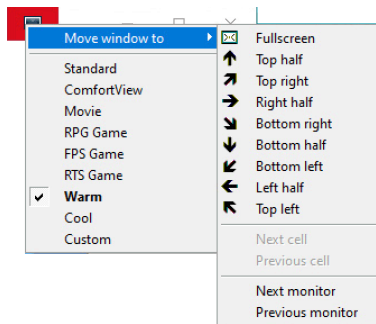 Move window to
Standard
ComfortView
Movie
RPG Game
FPS Game
RTS Game
Warm
Cool
Custom
Fullscreen
Top half
Top right
Right half
Bottom right
Bottom half
Bottom left
Left half
Top left
Next cell
Previous cell
Next monitor
Previous monitor